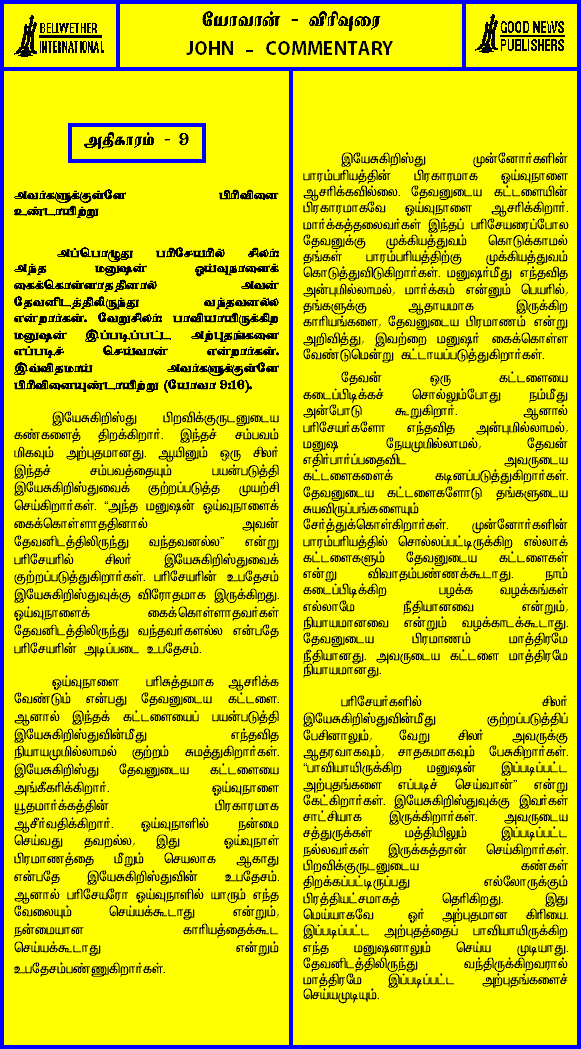 BELIWETHER
INTERNATIONAL
யோவான் - விரிவுரை
JOHN - COMMENTARY
GOOD NEWS
PUBLISHERS
அதிகாரம் - 9
அவர்களுக்குள்ளே பிரிவினை
உண்டாயிற்று
அப்பொழுது பரிசேயரில் சிலர்:
அந்த மனுஷன் ஓய்வுநாளைக்
கைக்கொள்ளாததினால் அவன்
தேவனிடத்திலிருந்து வந்தவனல்ல
என்றார்கள். வேறுசிலர்: பாவியாயிருக்கிற
மனுஷன் இப்படிப்பட்ட அற்புதங்களை
எப்படிச் செய்வான் என்றார்கள்.
இவ்விதமாய் அவர்களுக்குள்ளே
பிரிவினையுண்டாயிற்று (யோவா 9:16).
இயேசுகிறிஸ்து பிறவிக்குருடனுடைய
கண்களைத் திறக்கிறார். இந்தச் சம்பவம்
மிகவும் அற்புதமானது. ஆயினும் ஒரு சிலர்
இந்தச் சம்பவத்தையும் பயன்படுத்தி
இயேசுகிறிஸ்துவைக் குற்றப்படுத்த முயற்சி
செய்கிறார்கள். “அந்த மனுஷன் ஓய்வுநாளைக்
கைக்கொள்ளாததினால் அவன்
தேவனிடத்திலிருந்து வந்தவனல்ல” என்று
பரிசேயரில் சிலர் இயேசுகிறிஸ்துவைக்
குற்றப்படுத்துகிறார்கள். பரிசேயரின் உபதேசம்
இயேசுகிறிஸ்துவுக்கு விரோதமாக இருக்கிறது.
ஓய்வுநாளைக் கைக்கொள்ளாதவர்கள்
தேவனிடத்திலிருந்து வந்தவர்களல்ல என்பதே
பரிசேயரின் அடிப்படை உபதேசம்.
ஓய்வுநாளை பரிசுத்தமாக ஆசரிக்க
வேண்டும் என்பது தேவனுடைய கட்டளை.
ஆனால் இந்தக் கட்டளையைப் பயன்படுத்தி
இயேசுகிறிஸ்துவின்மீது எந்தவித
நியாயமுமில்லாமல் குற்றம் சுமத்துகிறார்கள்.
இயேசுகிறிஸ்து தேவனுடைய கட்டளையை
அங்கீகரிக்கிறார். ஓய்வுநாளை
யூதமார்க்கத்தின் பிரகாரமாக
ஆசீர்வதிக்கிறார். ஓய்வுநாளில் நன்மை
செய்வது தவறல்ல, இது ஓய்வுநாள்
பிரமாணத்தை மீறும் செயலாக ஆகாது
என்பதே இயேசுகிறிஸ்துவின் உபதேசம்.
ஆனால் பரிசேயரோ ஓய்வுநாளில் யாரும் எந்த
வேலையும் செய்யக்கூடாது என்றும்,
நன்மையான காரியத்தைக்கூட
செய்யக்கூடாது என்றும்
உபதேசம்பண்ணுகிறார்கள்.
இயேசுகிறிஸ்து முன்னோர்களின்
பாரம்பரியத்தின் பிரகாரமாக ஓய்வுநாளை
ஆசரிக்கவில்லை. தேவனுடைய கட்டளையின்
பிரகாரமாகவே ஓய்வுநாளை ஆசரிக்கிறார்.
மார்க்கத்தலைவர்கள் இந்தப் பரிசேயரைப்போல
தேவனுக்கு முக்கியத்துவம் கொடுக்காமல்
தங்கள் பாரம்பரியத்திற்கு முக்கியத்துவம்
கொடுத்துவிடுகிறார்கள். மனுஷர்மீது எந்தவித
அன்புமில்லாமல், மார்க்கம் என்னும் பெயரில்,
தங்களுக்கு ஆதாயமாக இருக்கிற
காரியங்களை, தேவனுடைய பிரமாணம் என்று
அறிவித்து, இவற்றை மனுஷர் கைக்கொள்ள
வேண்டுமென்று கட்டாயப்படுத்துகிறார்கள்.
தேவன் ஒரு கட்டளையை
கடைப்பிடிக்கச் சொல்லும்போது நம்மீது
அன்போடு கூறுகிறார். ஆனால்
பரிசேயர்களோ எந்தவித அன்புமில்லாமல்,
மனுஷ நேயமுமில்லாமல், தேவன்
எதிர்பார்ப்பதைவிட அவருடைய
கட்டளைகளைக் கடினப்படுத்துகிறார்கள்.
தேவனுடைய கட்டளைகளோடு தங்களுடைய
சுயவிருப்பங்களையும்
சேர்த்துக்கொள்கிறார்கள். முன்னோர்களின்
பாரம்பரியத்தில் சொல்லப்பட்டிருக்கிற எல்லாக்
கட்டளைகளும் தேவனுடைய கட்டளைகள்
என்று விவாதம்பண்ணக்கூடாது. நாம்
கடைப்பிடிக்கிற பழக்க வழக்கங்கள்
எல்லாமே நீதியானவை என்றும்,
நியாயமானவை என்றும் வழக்காடக்கூடாது.
தேவனுடைய பிரமாணம் மாத்திரமே
நீதியானது. அவருடைய கட்டளை மாத்திரமே
நியாயமானது.
பரிசேயர்களில் சிலர்
இயேசுகிறிஸ்துவின்மீது குற்றப்படுத்திப்
பேசினாலும், வேறு சிலர் அவருக்கு
ஆதரவாகவும், சாதகமாகவும் பேசுகிறார்கள்.
“பாவியாயிருக்கிற மனுஷன் இப்படிப்பட்ட
அற்புதங்களை எப்படிச் செய்வான்” என்று
கேட்கிறார்கள். இயேசுகிறிஸ்துவுக்கு இவர்கள்
சாட்சியாக இருக்கிறார்கள். அவருடைய
சத்துருக்கள் மத்தியிலும் இப்படிப்பட்ட
நல்லவர்கள் இருக்கத்தான் செய்கிறார்கள்.
பிறவிக்குருடனுடைய கண்கள்
திறக்கப்பட்டிருப்பது எல்லோருக்கும்
பிரத்தியட்சமாகத் தெரிகிறது. இது
மெய்யாகவே ஓர் அற்புதமான கிரியை.
இப்படிப்பட்ட அற்புதத்தைப் பாவியாயிருக்கிற
எந்த மனுஷனாலும் செய்ய முடியாது.
தேவனிடத்திலிருந்து வந்திருக்கிறவரால்
மாத்திரமே இப்படிப்பட்ட அற்புதங்களைச்
செய்யமுடியும்.